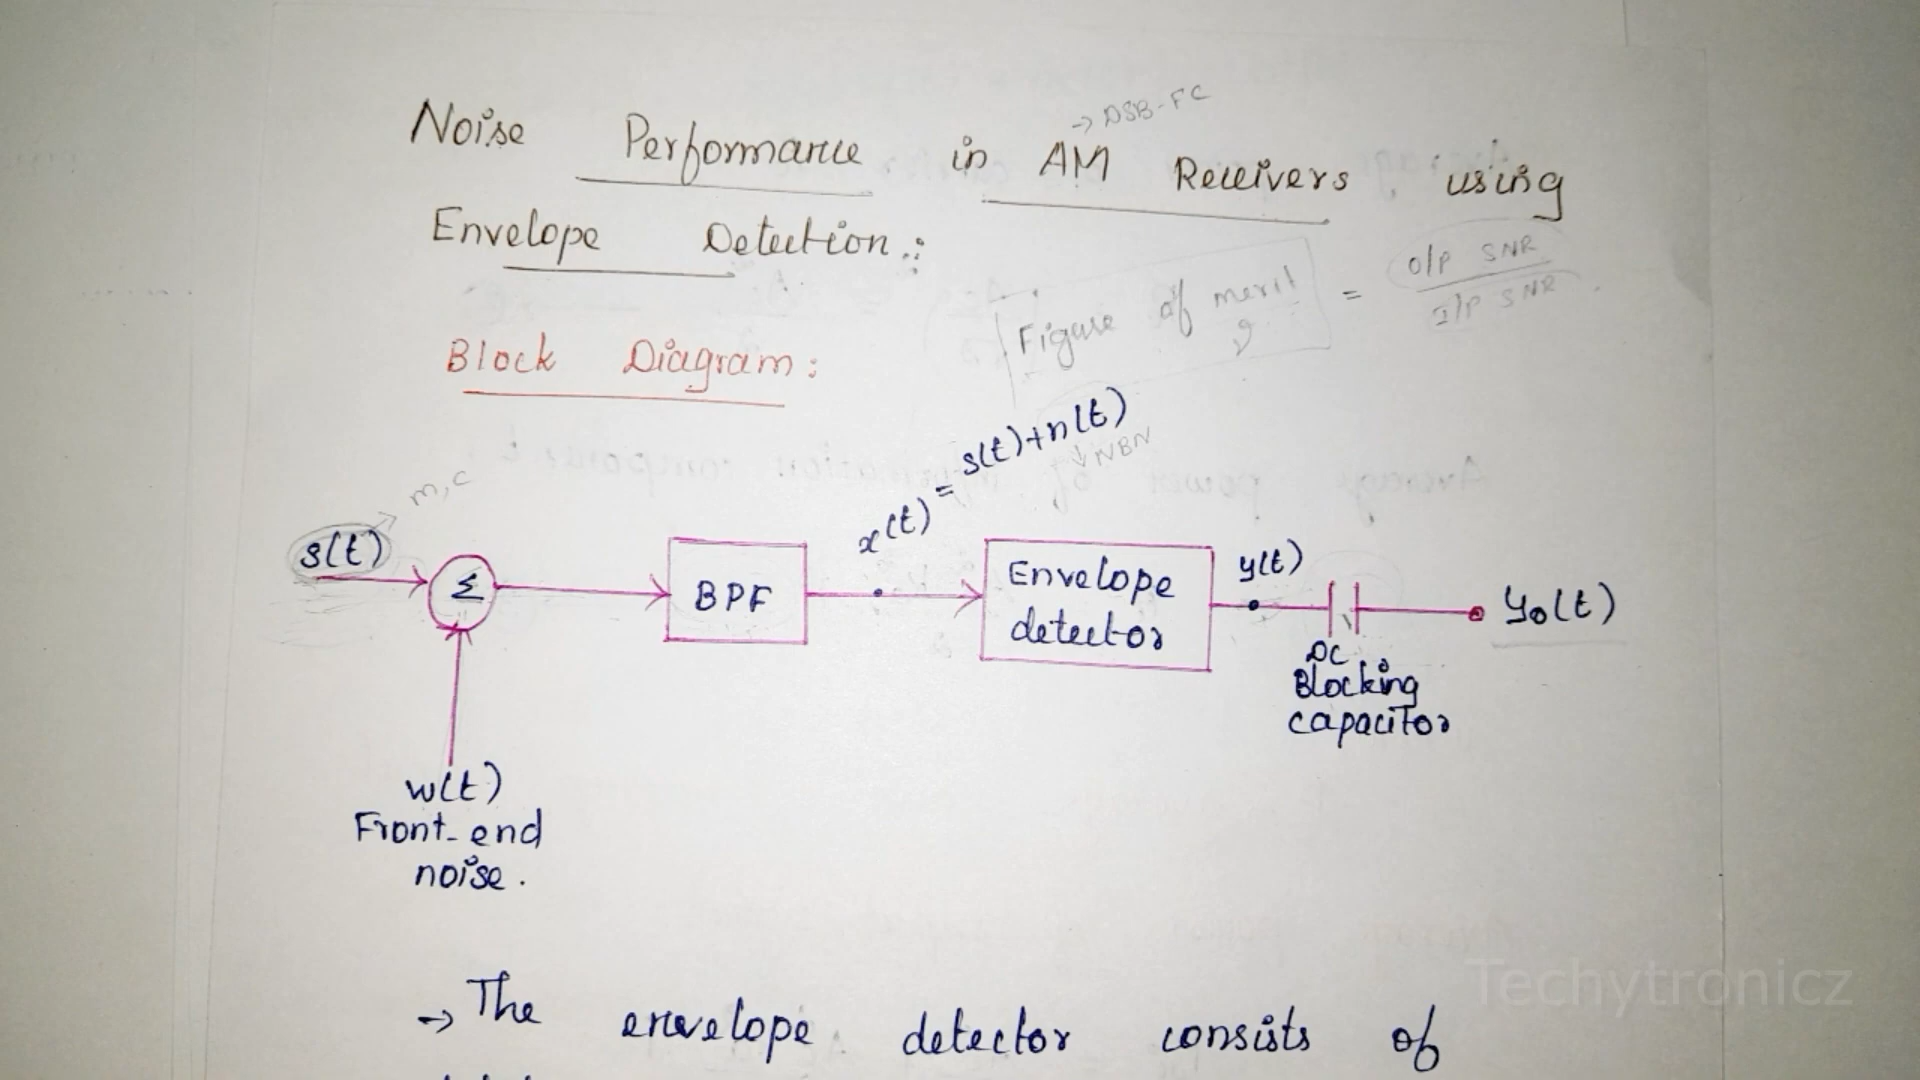 Noise Performance in AM Receivers using
→ DSB-FC
Envelope Detection :
Figure of merit = O/P SNR / I/P SNR
Block Diagram :
x(t) = s(t)+n(t)
↓ NBN
s(t) → m, c
Σ
BPF
Envelope
detector
y(t)
yo(t)
DC
Blocking
capacitor
w(t)
Front-end
noise.
→ The envelope detector consists of
Techytronicz